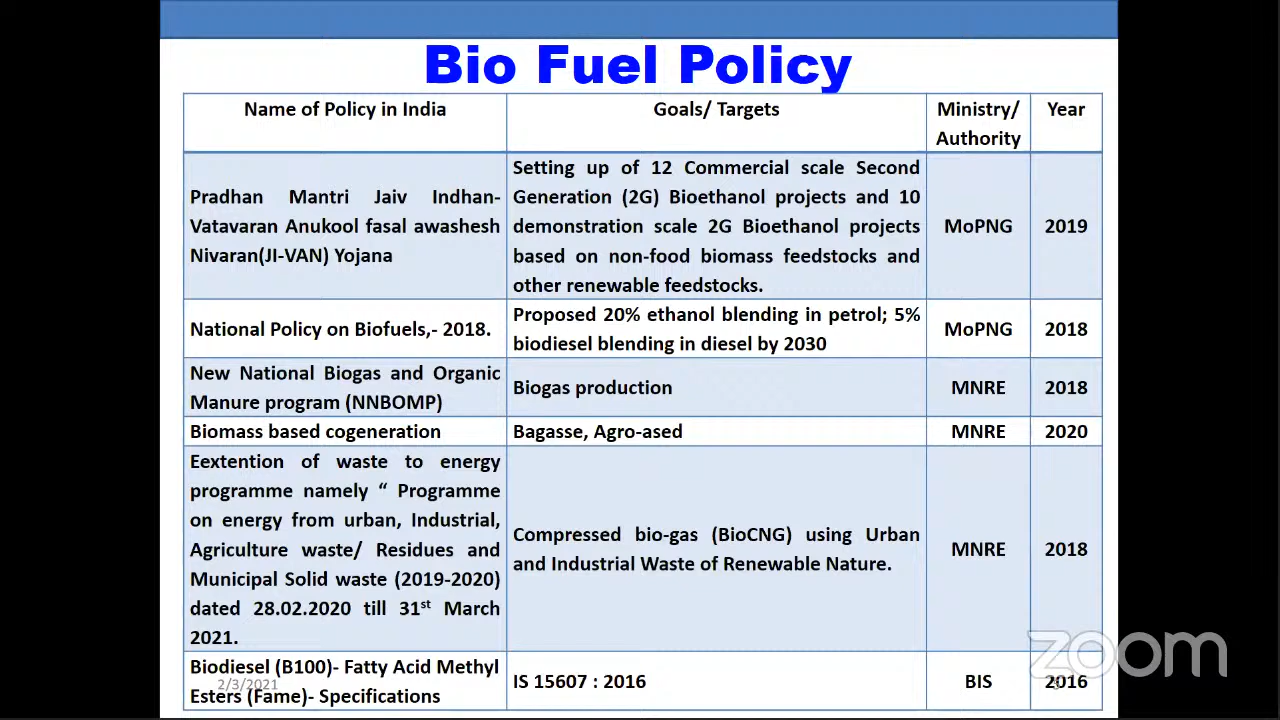 Bio Fuel Policy
Name of Policy in India
Goals/ Targets
Ministry/
Authority
Year
Pradhan Mantri Jaiv Indhan-
Vatavaran Anukool fasal awashesh
Nivaran(JI-VAN) Yojana
Setting up of 12 Commercial scale Second
Generation (2G) Bioethanol projects and 10
demonstration scale 2G Bioethanol projects
based on non-food biomass feedstocks and
other renewable feedstocks.
MoPNG
2019
National Policy on Biofuels,- 2018.
Proposed 20% ethanol blending in petrol; 5%
biodiesel blending in diesel by 2030
MoPNG
2018
New National Biogas and Organic
Manure program (NNBOMP)
Biogas production
MNRE
2018
Biomass based cogeneration
Bagasse, Agro-ased
MNRE
2020
Eextention of waste to energy
programme namely “ Programme
on energy from urban, Industrial,
Agriculture waste/ Residues and
Municipal Solid waste (2019-2020)
dated 28.02.2020 till 31st March
2021.
Compressed bio-gas (BioCNG) using Urban
and Industrial Waste of Renewable Nature.
MNRE
2018
Biodiesel (B100)- Fatty Acid Methyl
Esters (Fame)- Specifications
IS 15607 : 2016
BIS
2016
2/3/2021
zoom